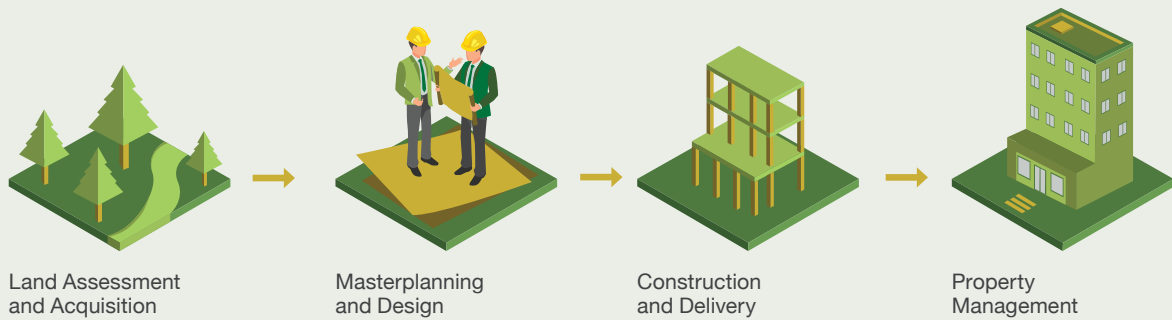 Land Assessment
and Acquisition
Masterplanning
and Design
Construction
and Delivery
Property
Management